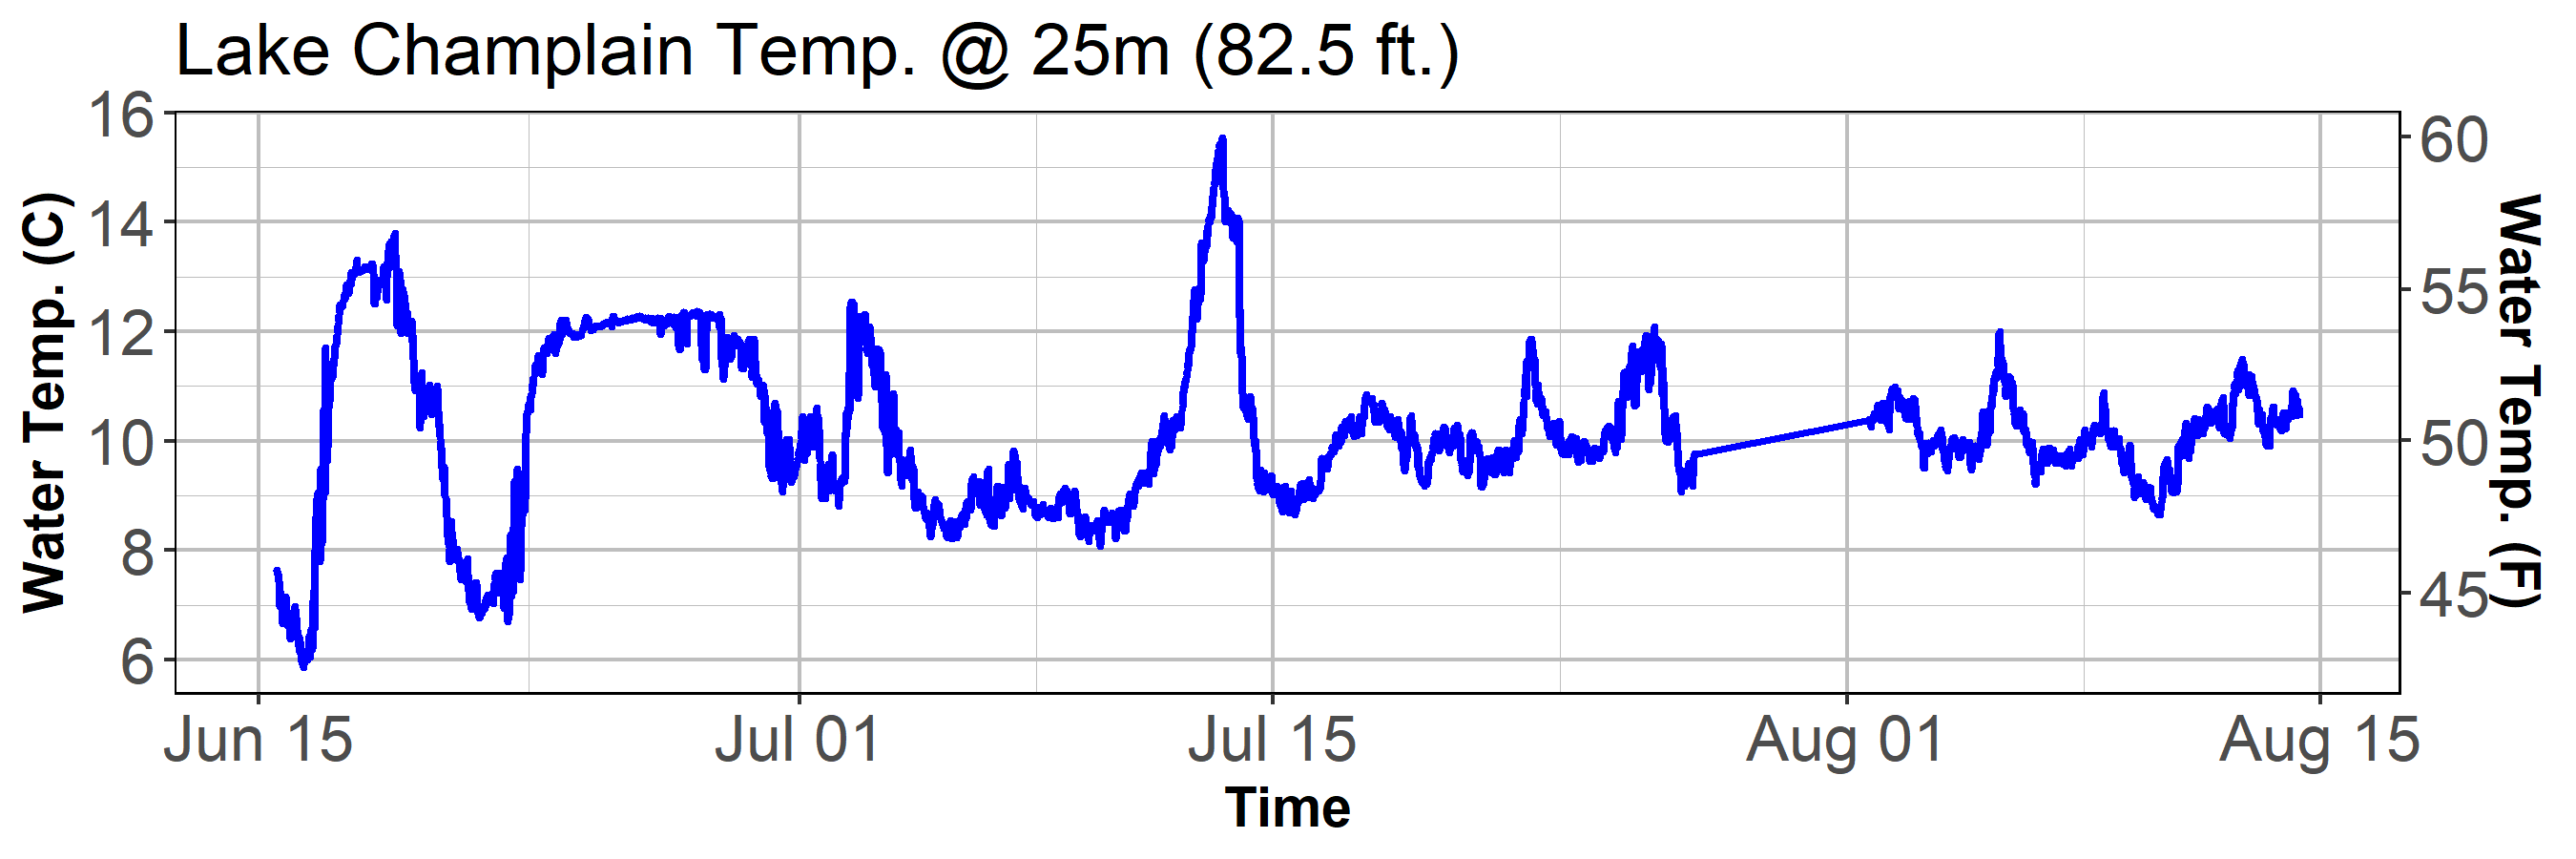 Lake Champlain Temp. @ 25m (82.5 ft.)
Water Temp. (C)
16
14
12
10
8
6
60
55
50
45
Water Temp. (F)
Jun 15 Jul 01 Jul 15 Aug 01 Aug 15
Time